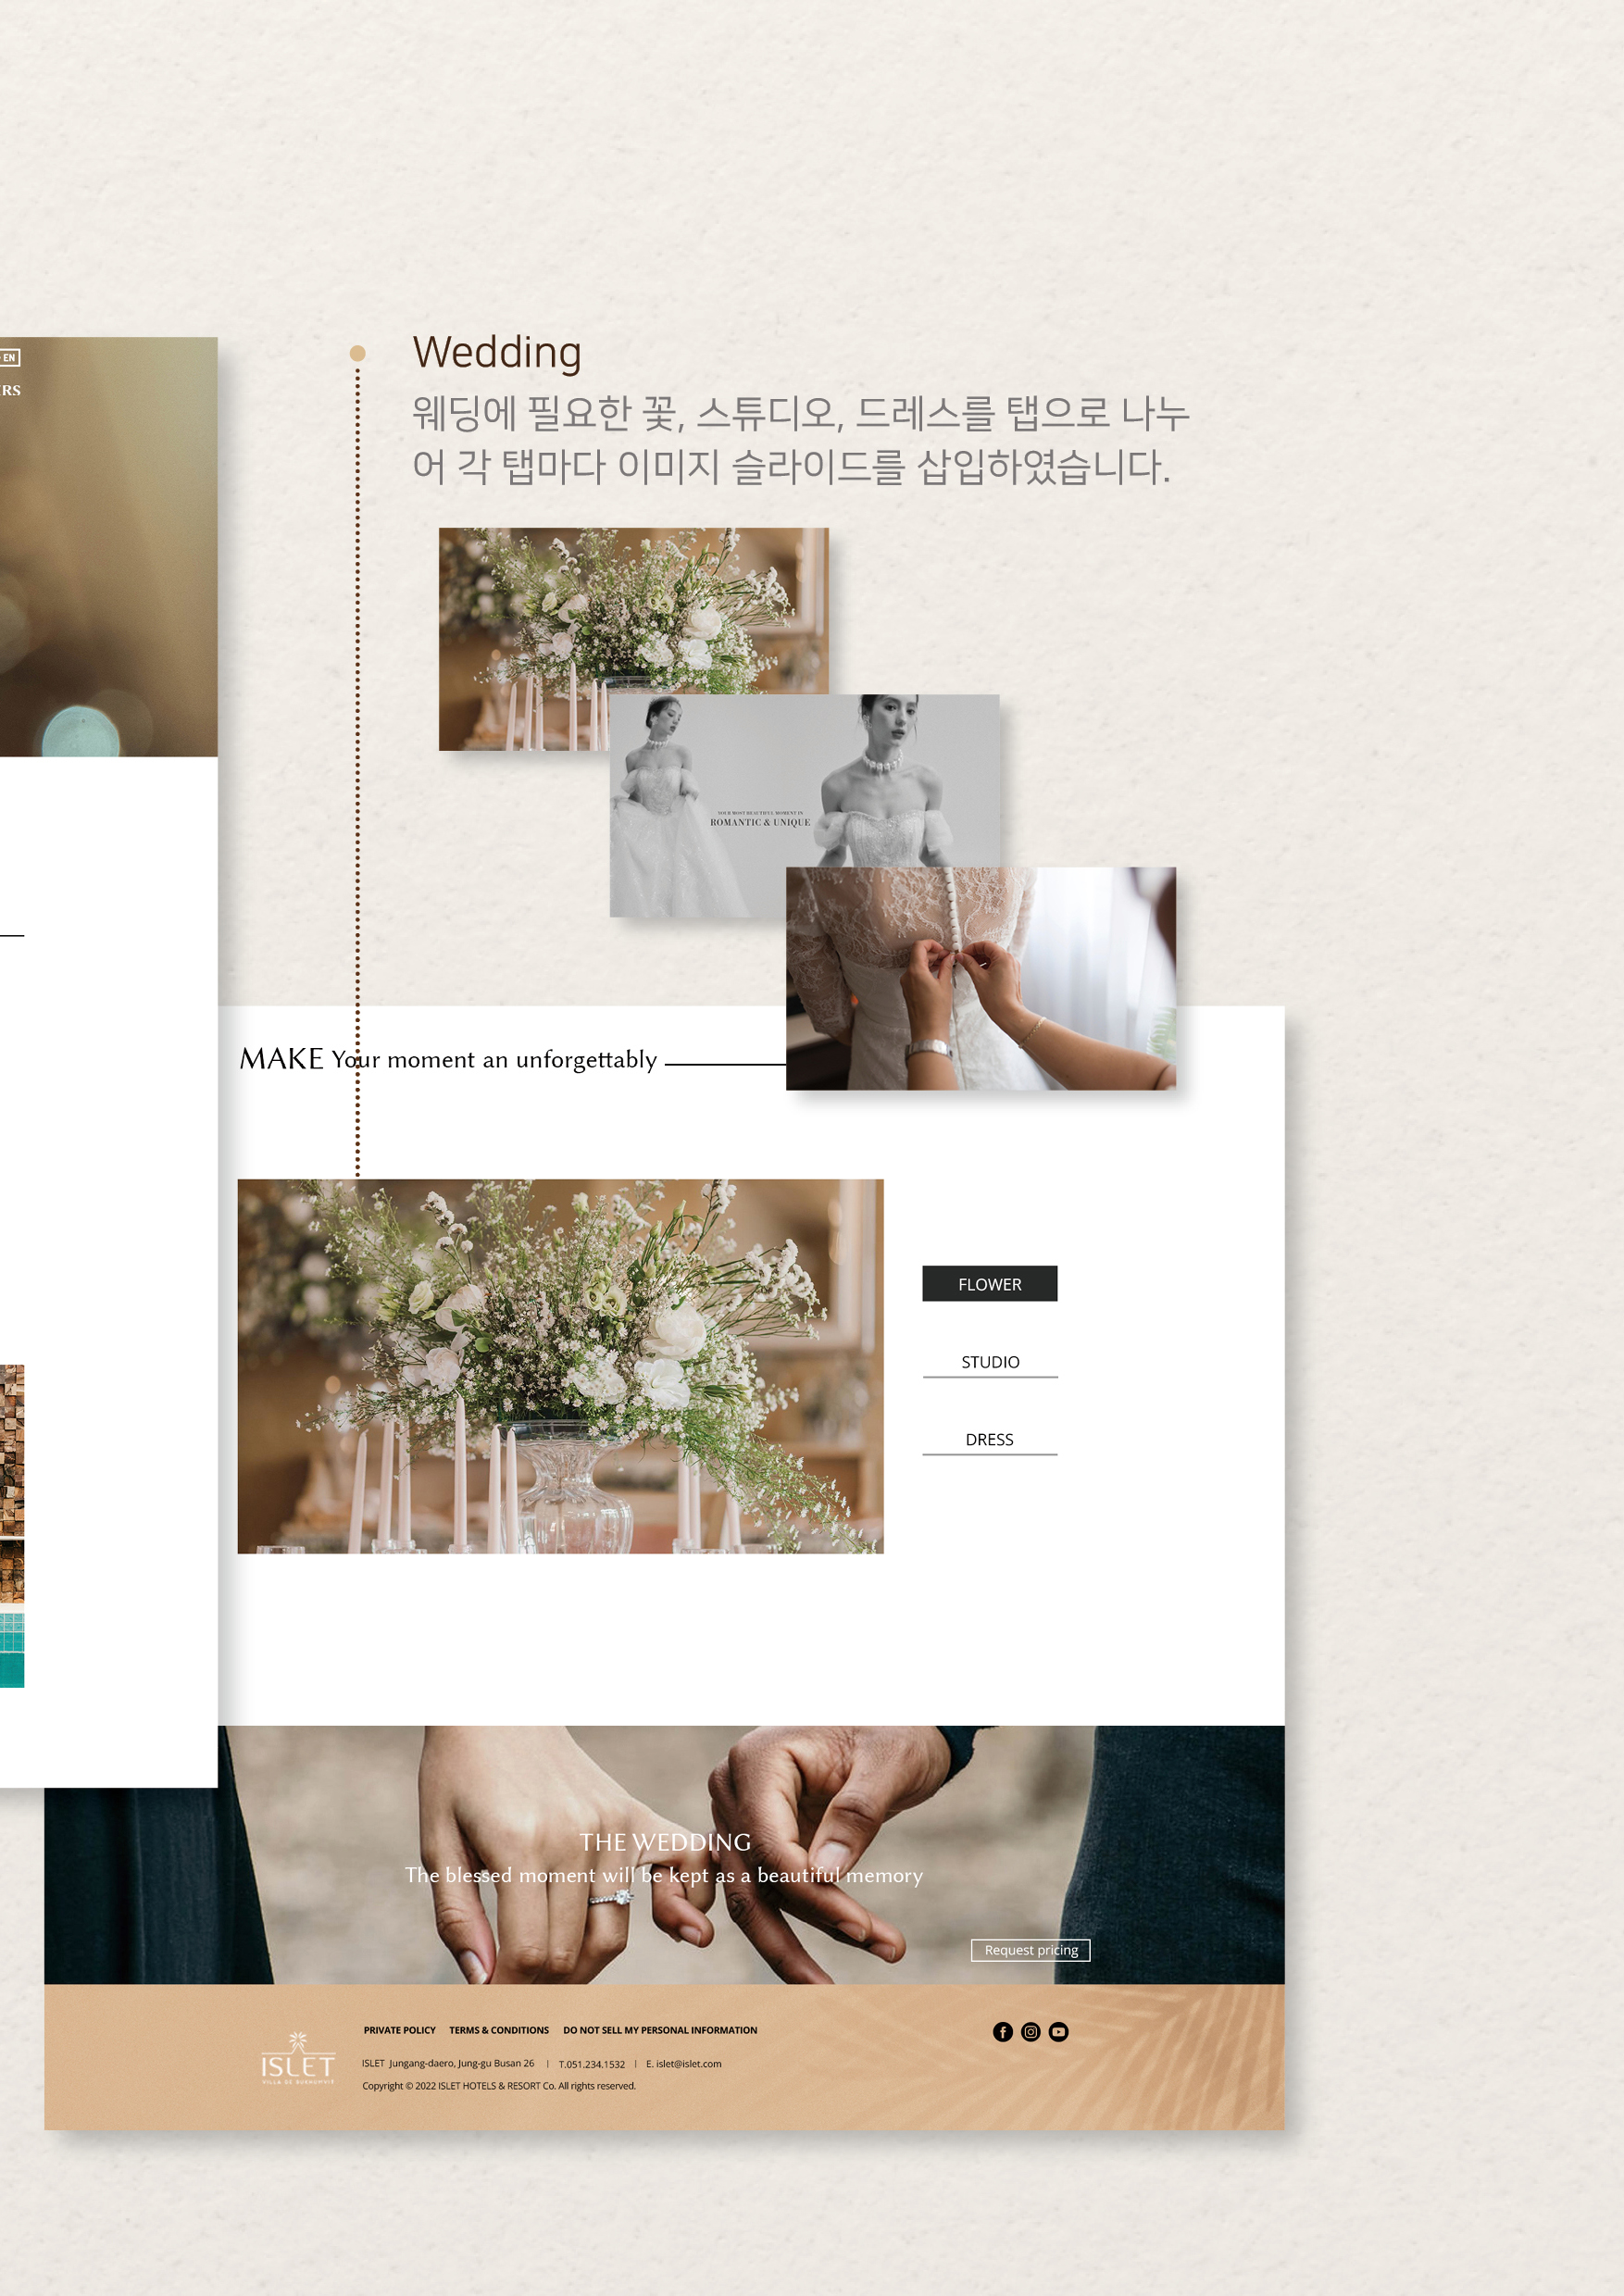 EN
RS
Wedding
웨딩에 필요한 꽃, 스튜디오, 드레스를 탭으로 나누
어 각 탭마다 이미지 슬라이드를 삽입하였습니다.
YOUR MOST BEAUTIFUL MOMENT IN
ROMANTIC & UNIQUE
MAKE Your moment an unforgettably
FLOWER
STUDIO
DRESS
THE WEDDING
The blessed moment will be kept as a beautiful memory
Request pricing
PRIVATE POLICY TERMS & CONDITIONS DO NOT SELL MY PERSONAL INFORMATION
ISLET
ISLET Jungang-daero, Jung-gu Busan 26 | T.051.234.1532 | E. islet@islet.com
Copyright © 2022 ISLET HOTELS & RESORT Co. All rights reserved.